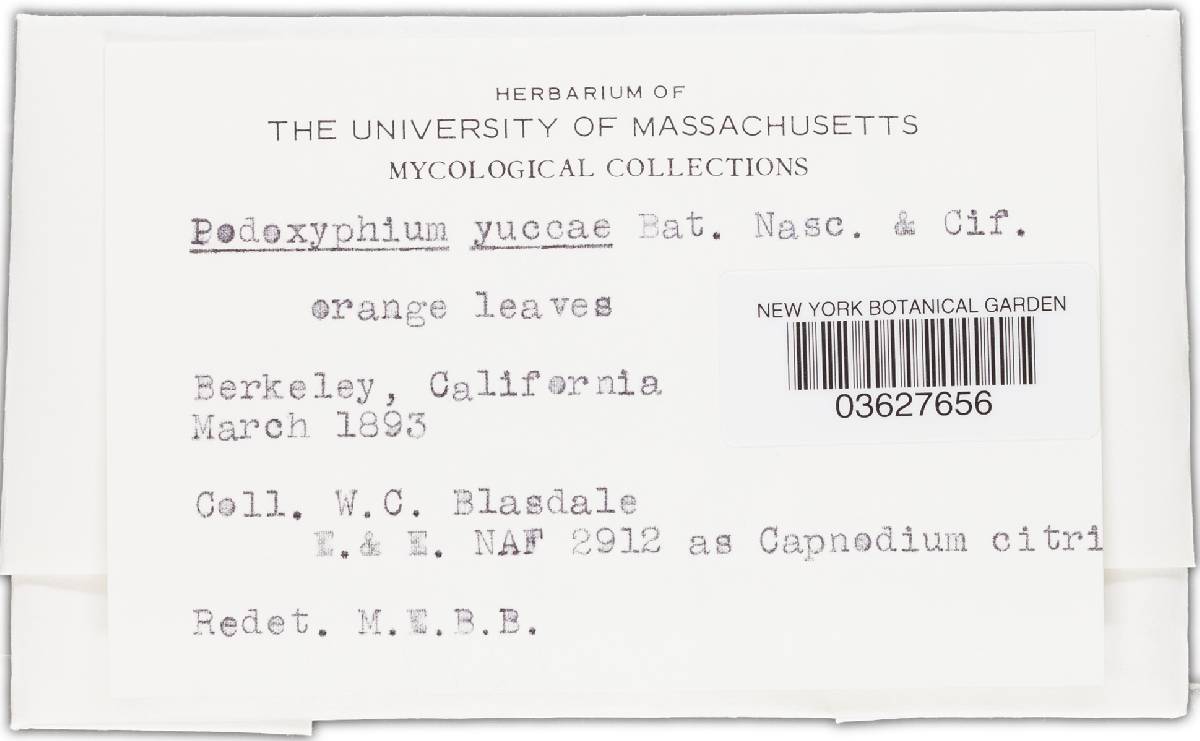 HERBARIUM OF
THE UNIVERSITY OF MASSACHUSETTS
MYCOLOGICAL COLLECTIONS
Podoxyphium yuccae Bat. Nasc. & Cif.
orange leaves
NEW YORK BOTANICAL GARDEN
03627656
Berkeley, California
March 1893
Coll. W.C. Blasdale
E.& E. NAF 2912 as Capnodium citri
Redet. M.E.B.B.